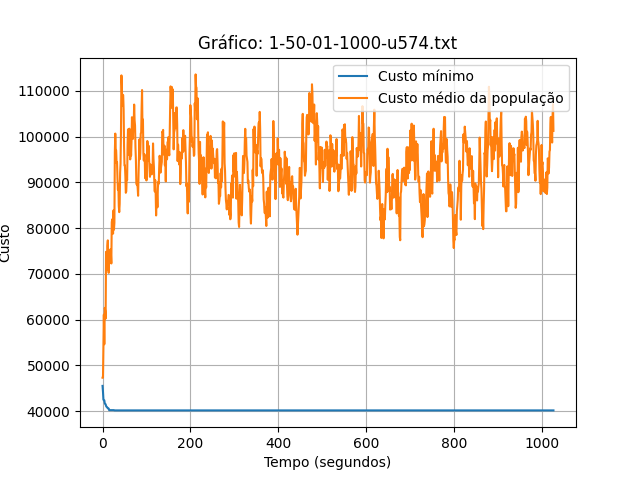 Gráfico: 1-50-01-1000-u574.txt
Custo mínimo
Custo médio da população
Custo
110000
100000
90000
80000
70000
60000
50000
40000
0 200 400 600 800 1000
Tempo (segundos)